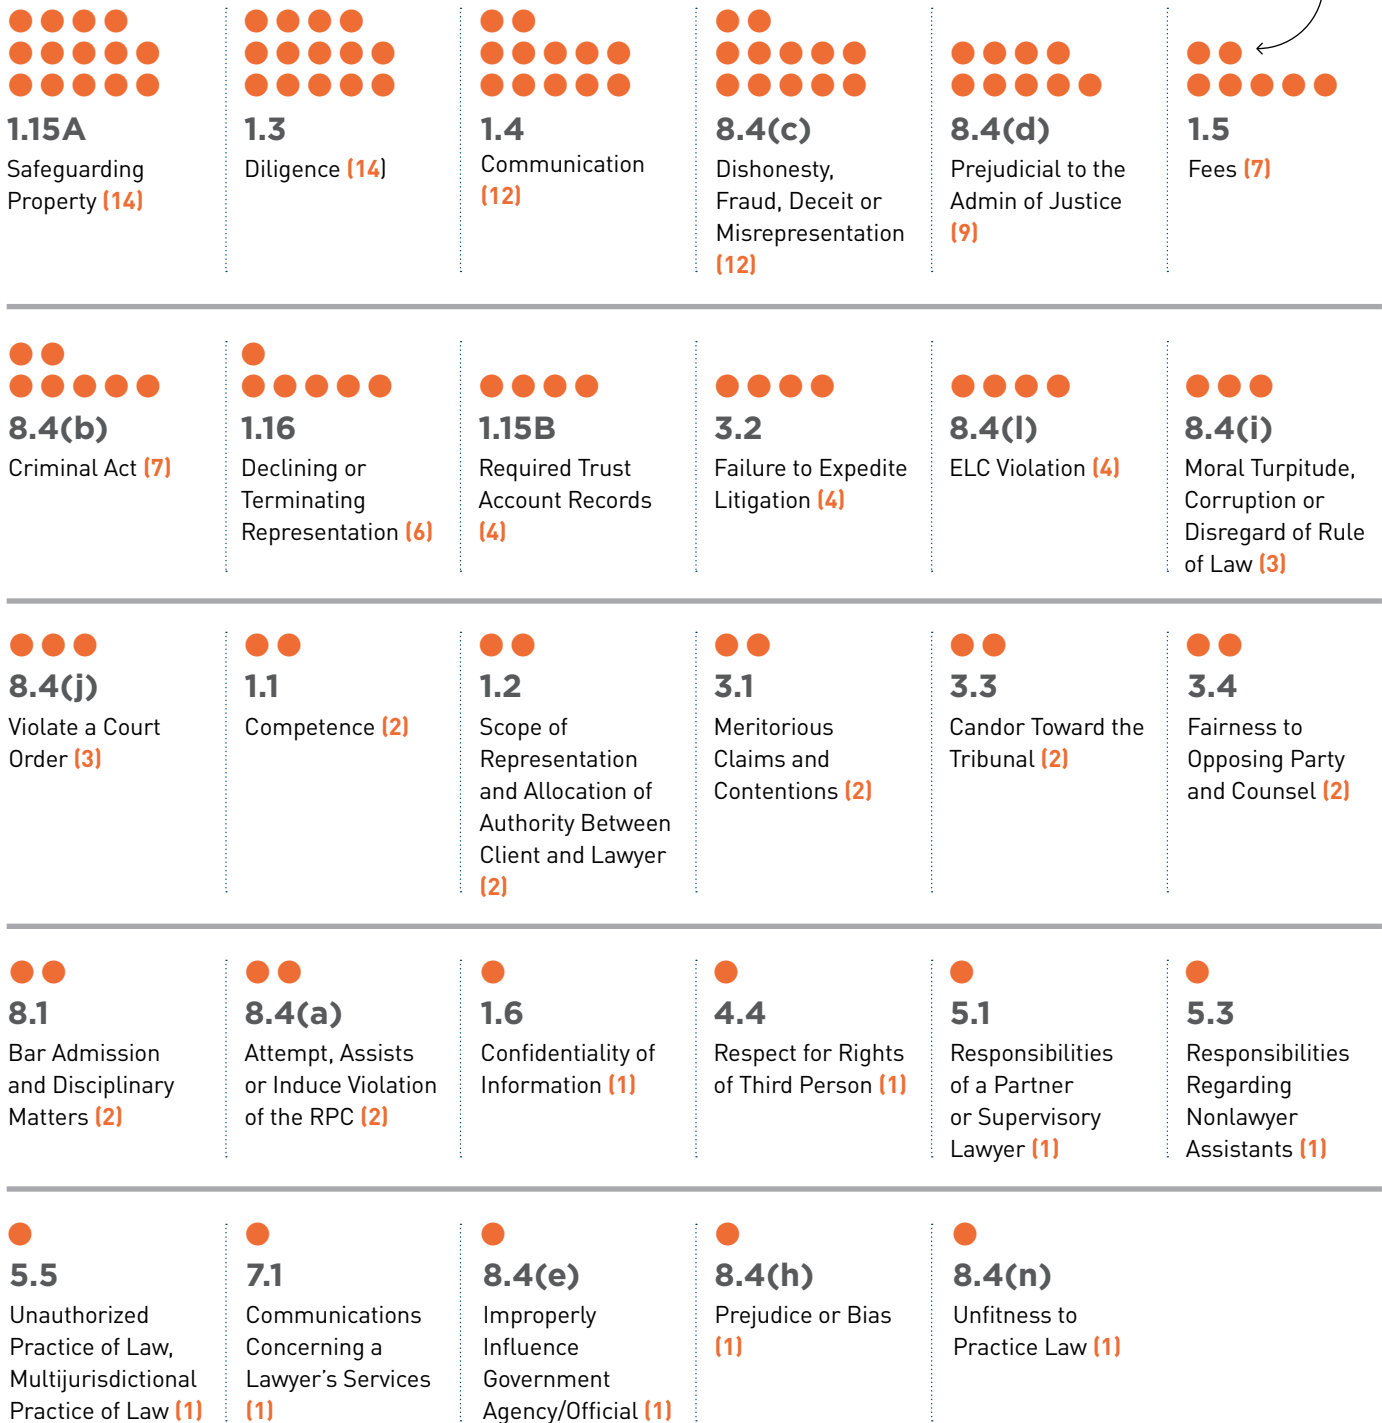 1.15A
Safeguarding
Property (14)
1.3
Diligence (14)
1.4
Communication
(12)
8.4(c)
Dishonesty,
Fraud, Deceit or
Misrepresentation
(12)
8.4(d)
Prejudicial to the
Admin of Justice
(9)
1.5
Fees (7)
8.4(b)
Criminal Act (7)
1.16
Declining or
Terminating
Representation (6)
1.15B
Required Trust
Account Records
(4)
3.2
Failure to Expedite
Litigation (4)
8.4(l)
ELC Violation (4)
8.4(i)
Moral Turpitude,
Corruption or
Disregard of Rule
of Law (3)
8.4(j)
Violate a Court
Order (3)
1.1
Competence (2)
1.2
Scope of
Representation
and Allocation of
Authority Between
Client and Lawyer
(2)
3.1
Meritorious
Claims and
Contentions (2)
3.3
Candor Toward the
Tribunal (2)
3.4
Fairness to
Opposing Party
and Counsel (2)
8.1
Bar Admission
and Disciplinary
Matters (2)
8.4(a)
Attempt, Assists
or Induce Violation
of the RPC (2)
1.6
Confidentiality of
Information (1)
4.4
Respect for Rights
of Third Person (1)
5.1
Responsibilities
of a Partner
or Supervisory
Lawyer (1)
5.3
Responsibilities
Regarding
Nonlawyer
Assistants (1)
5.5
Unauthorized
Practice of Law,
Multijurisdictional
Practice of Law (1)
7.1
Communications
Concerning a
Lawyer’s Services
(1)
8.4(e)
Improperly
Influence
Government
Agency/Official (1)
8.4(h)
Prejudice or Bias
(1)
8.4(n)
Unfitness to
Practice Law (1)